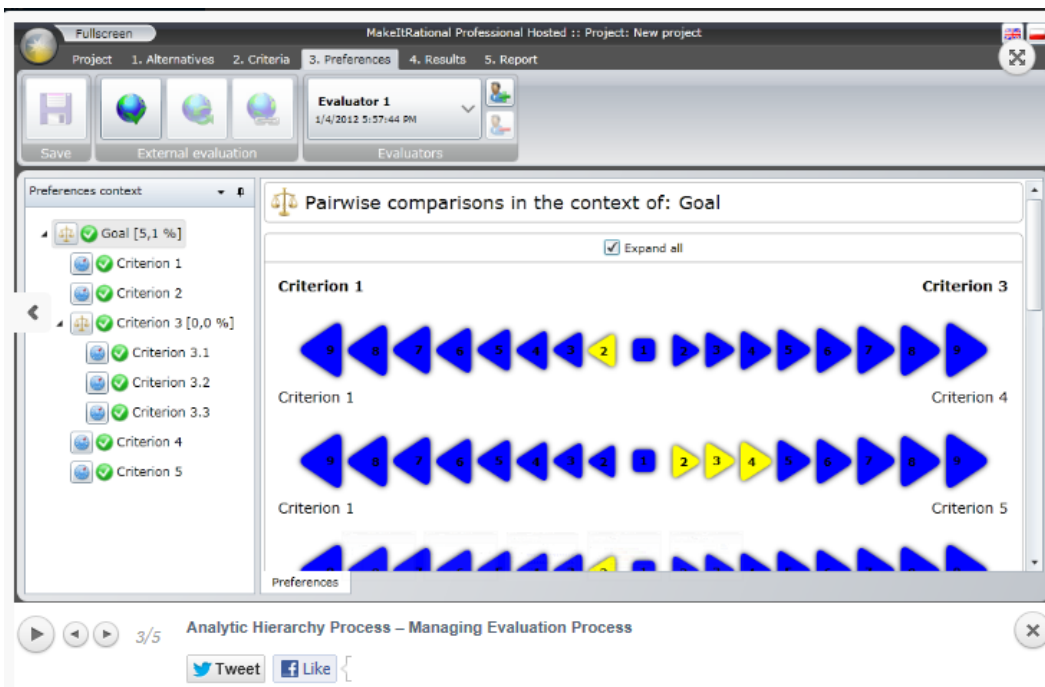 Fullscreen
MakeItRational Professional Hosted :: Project: New project
Project 1. Alternatives 2. Criteria 3. Preferences 4. Results 5. Report
Evaluator 1
1/4/2012 5:57:44 PM
Save External evaluation Evaluators
Preferences context
Goal [5,1 %]
Criterion 1
Criterion 2
Criterion 3 [0,0 %]
Criterion 3.1
Criterion 3.2
Criterion 3.3
Criterion 4
Criterion 5
Pairwise comparisons in the context of: Goal
Expand all
Criterion 1 Criterion 3
9 8 7 6 5 4 3 2 1 2 3 4 5 6 7 8 9
Criterion 1 Criterion 4
9 8 7 6 5 4 3 2 1 2 3 4 5 6 7 8 9
Criterion 1 Criterion 5
Preferences
3/5
Analytic Hierarchy Process – Managing Evaluation Process
Tweet Like